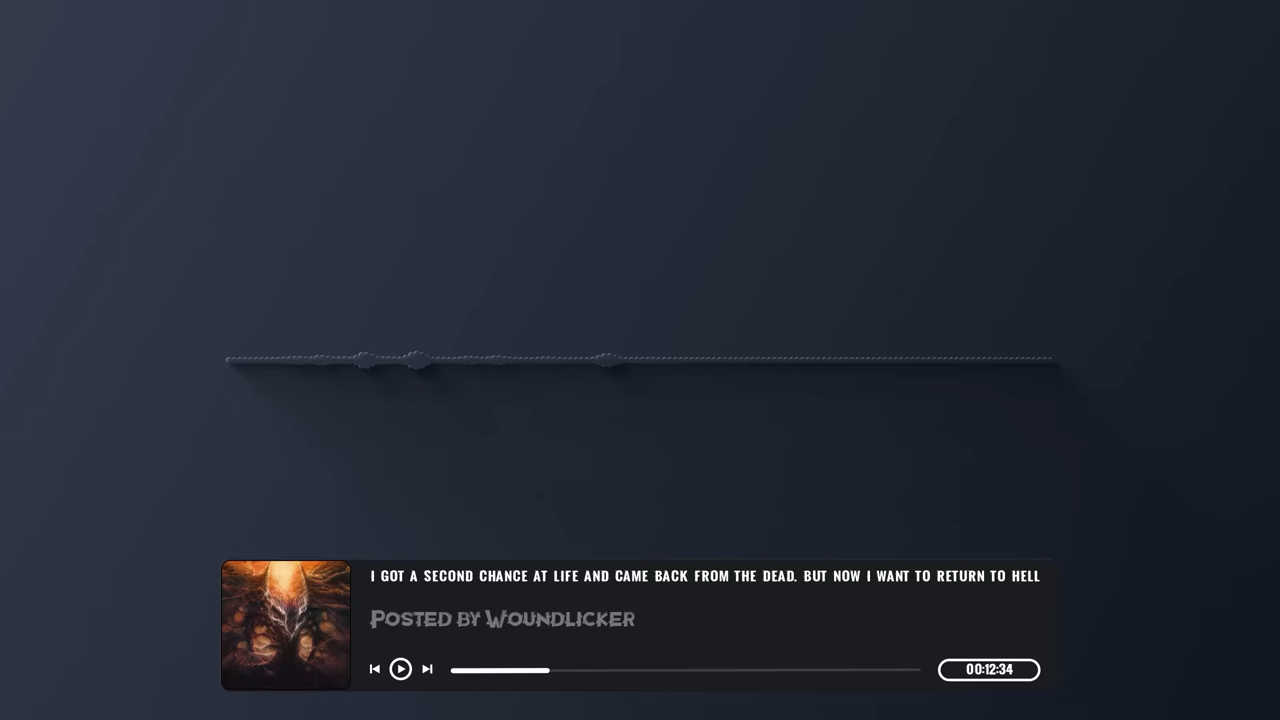 I GOT A SECOND CHANCE AT LIFE AND CAME BACK FROM THE DEAD. BUT NOW I WANT TO RETURN TO HELL
POSTED BY WOUNDLICKER
00:12:34